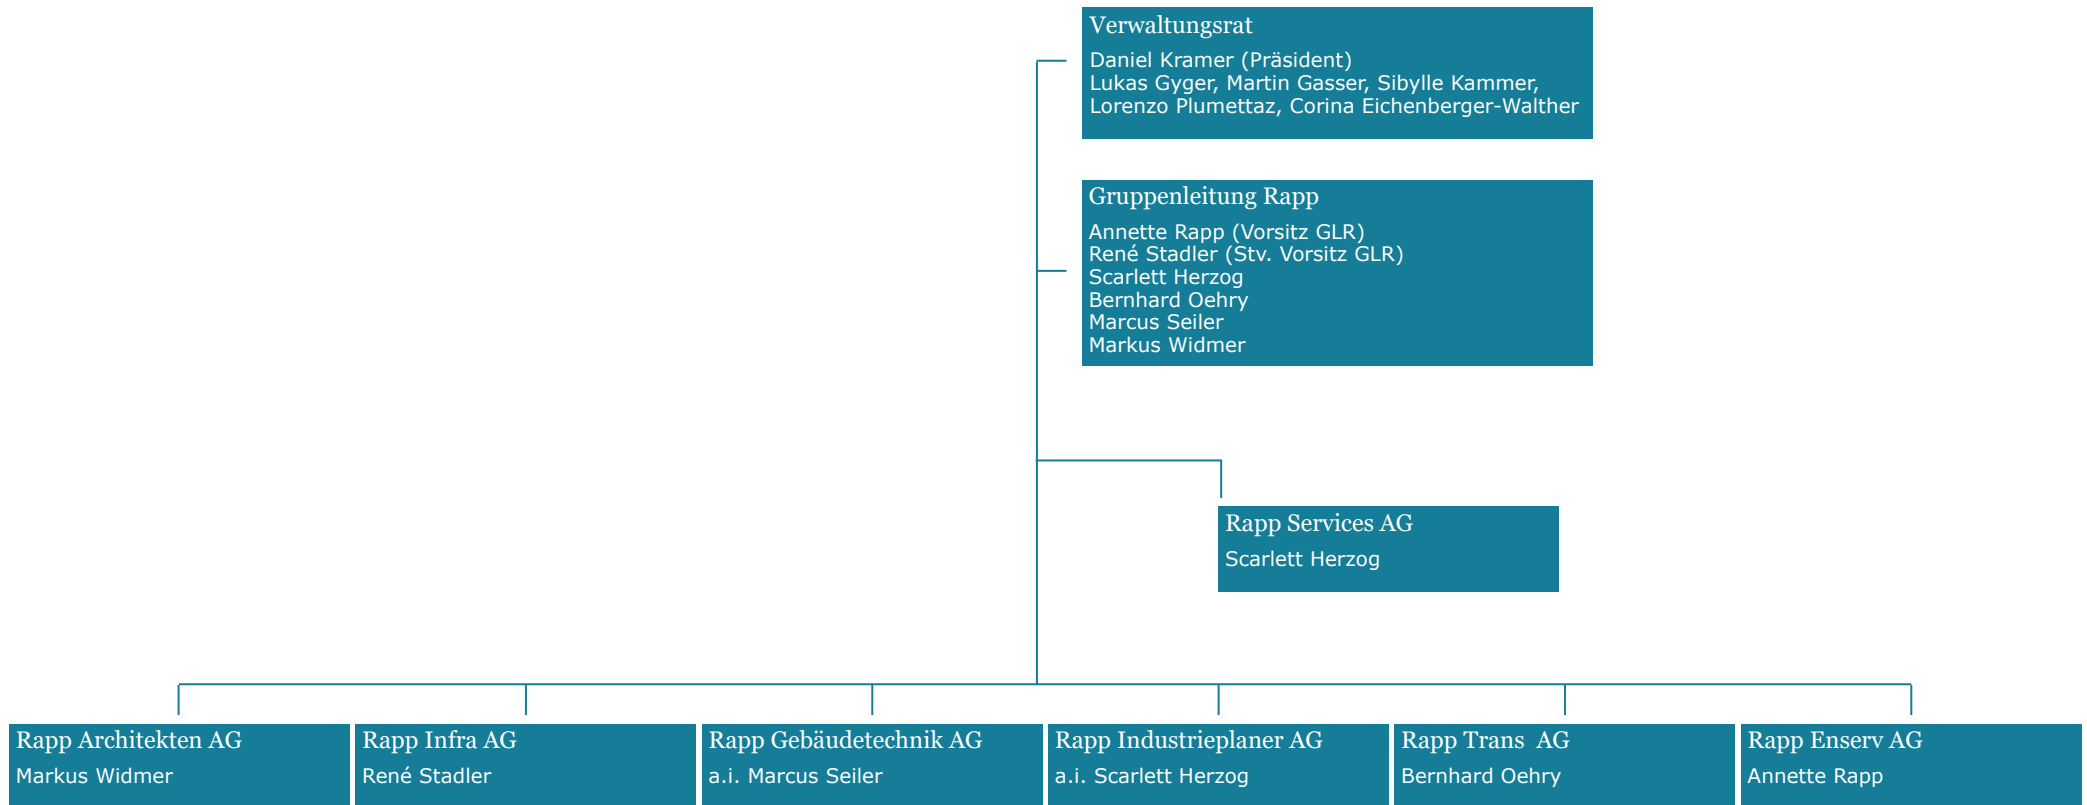 Verwaltungsrat
Daniel Kramer (Präsident)
Lukas Gyger, Martin Gasser, Sibylle Kammer,
Lorenzo Plumettaz, Corina Eichenberger-Walther
Gruppenleitung Rapp
Annette Rapp (Vorsitz GLR)
René Stadler (Stv. Vorsitz GLR)
Scarlett Herzog
Bernhard Oehry
Marcus Seiler
Markus Widmer
Rapp Services AG
Scarlett Herzog
Rapp Architekten AG
Markus Widmer
Rapp Infra AG
René Stadler
Rapp Gebäudetechnik AG
a.i. Marcus Seiler
Rapp Industrieplaner AG
a.i. Scarlett Herzog
Rapp Trans AG
Bernhard Oehry
Rapp Enserv AG
Annette Rapp